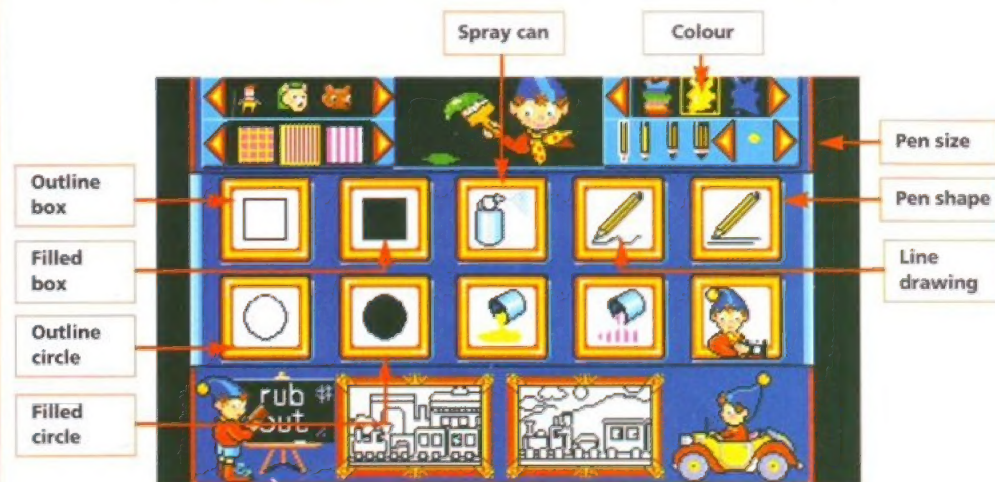 Spray can
Colour
Pen size
Outline
box
Pen shape
Filled
box
Line
drawing
Outline
circle
rub
out
Filled
circle